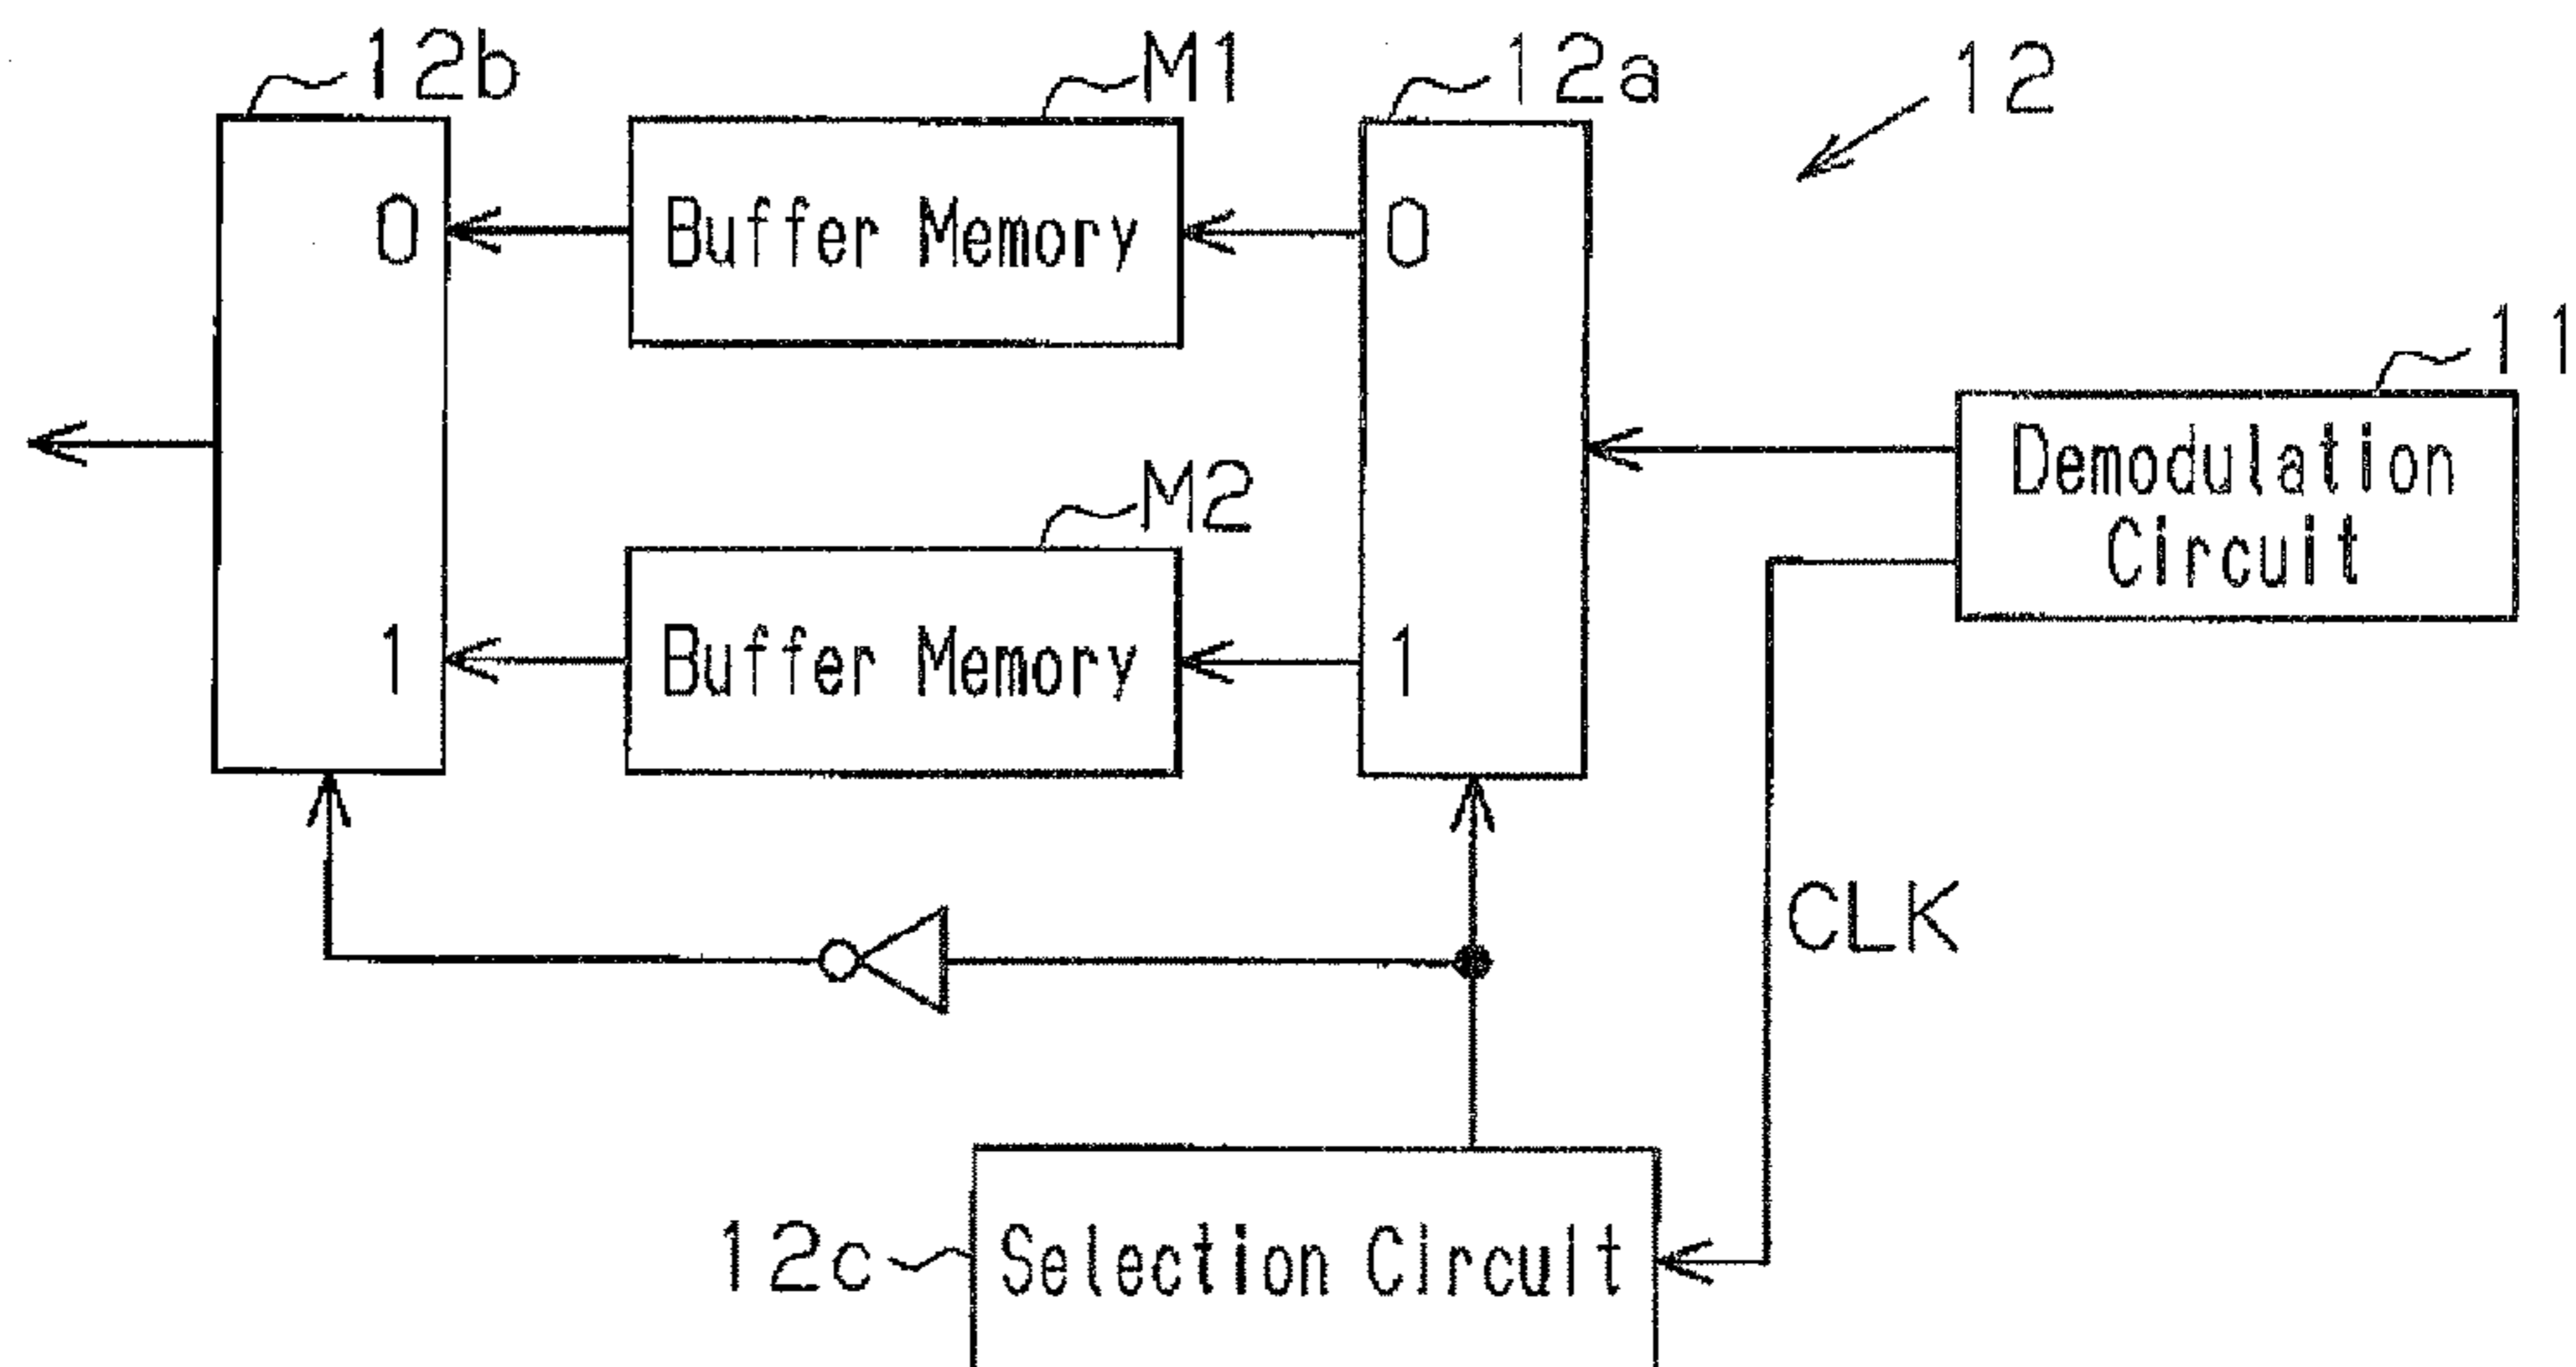 12b
M1
12a
12
0
Buffer Memory
0
11
Demodulation
Circuit
M2
1
Buffer Memory
1
CLK
12c
Selection Circuit